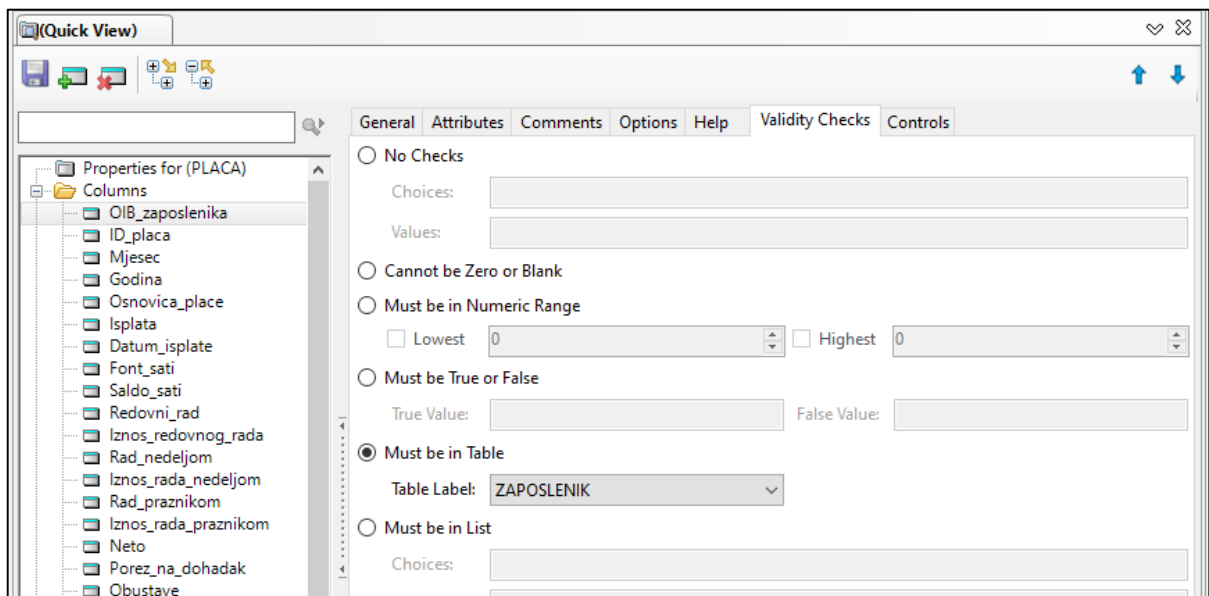 (Quick View)
General Attributes Comments Options Help Validity Checks Controls
Properties for (PLACA)
Columns
OIB_zaposlenika
ID_placa
Mjesec
Godina
Osnovica_place
Isplata
Datum_isplate
Font_sati
Saldo_sati
Redovni_rad
Iznos_redovnog_rada
Rad_nedeljom
Iznos_rada_nedeljom
Rad_praznikom
Iznos_rada_praznikom
Neto
Porez_na_dohadak
Obustave
No Checks
Choices:
Values:
Cannot be Zero or Blank
Must be in Numeric Range
Lowest 0 Highest 0
Must be True or False
True Value: False Value:
Must be in Table
Table Label: ZAPOSLENIK
Must be in List
Choices: